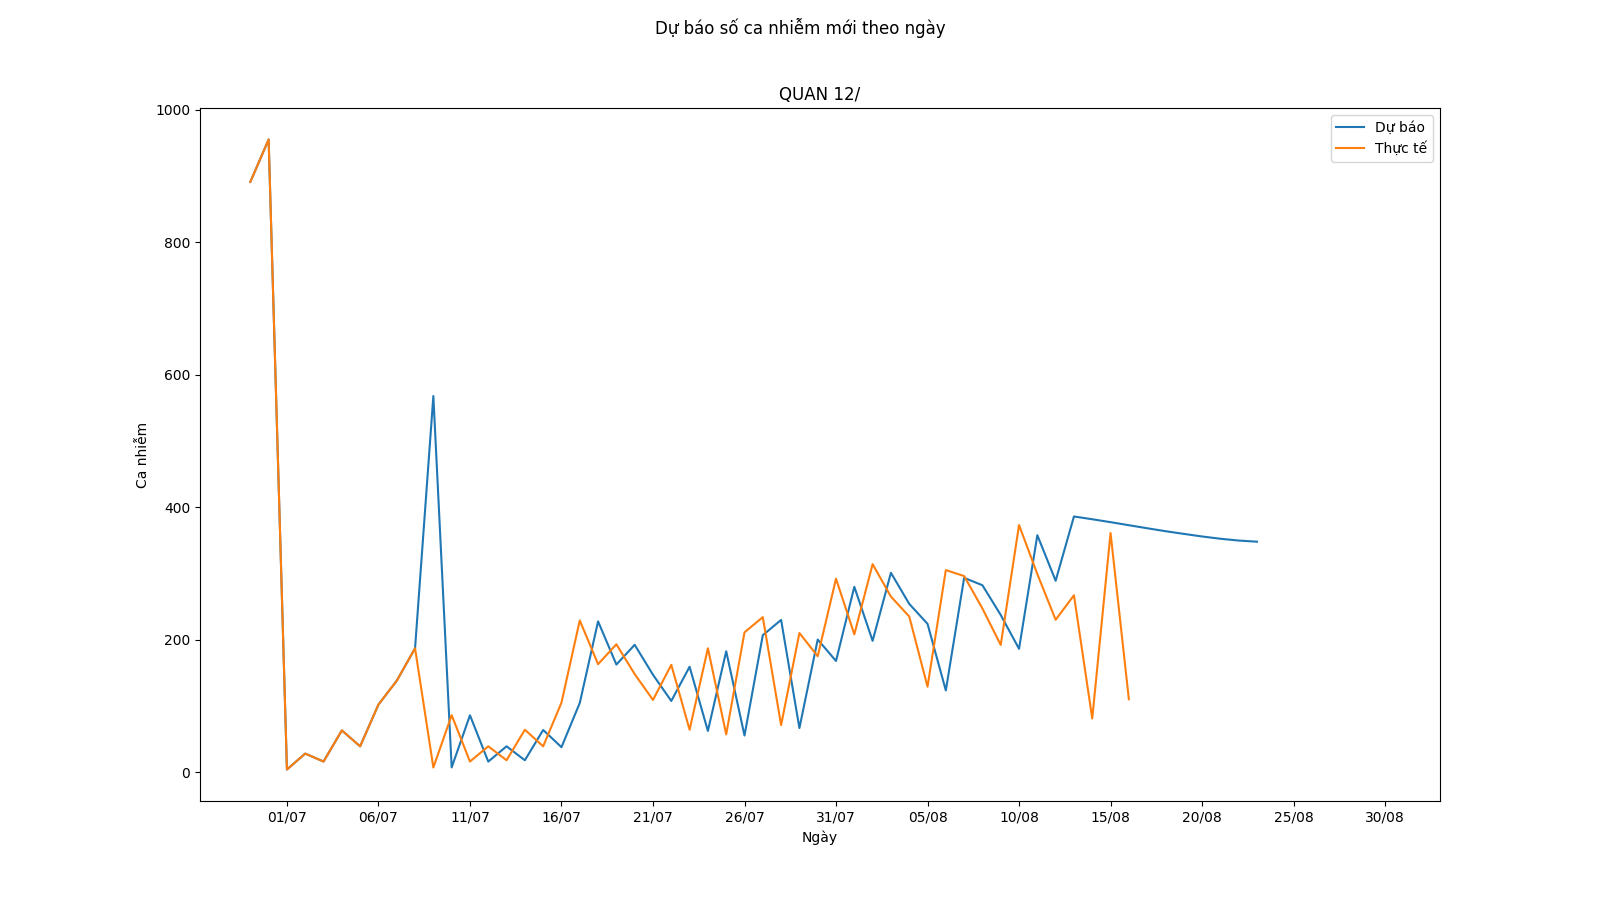 Dự báo số ca nhiễm mới theo ngày
QUAN 12/
1000
800
600
400
200
0
Ca nhiễm
Dự báo
Thực tế
01/07 06/07 11/07 16/07 21/07 26/07 31/07 05/08 10/08 15/08 20/08 25/08 30/08
Ngày